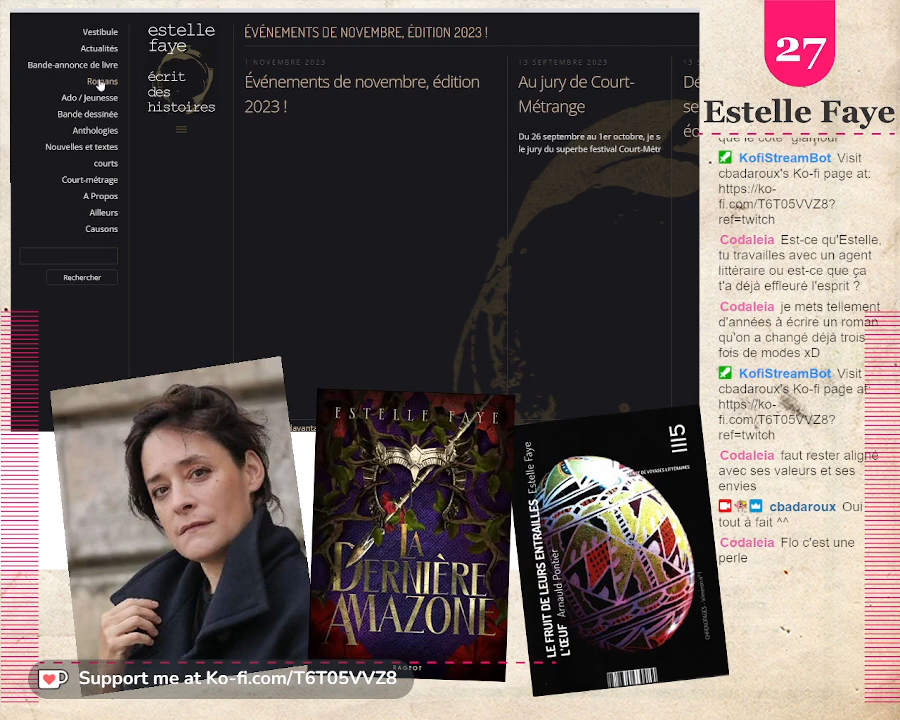 Vestibule
Actualités
Bande-annonce de livre
Romans
Ado / Jeunesse
Bande dessinée
Anthologies
Nouvelles et textes
courts
Court-métrage
A Propos
Ailleurs
Causons
Rechercher
estelle
faye
écrit
des
histoires
ÉVÉNEMENTS DE NOVEMBRE, ÉDITION 2023 !
1 NOVEMBRE 2023
Événements de novembre, édition
2023 !
13 SEPTEMBRE 2023
Au jury de Court-
Métrange
Du 26 septembre au 1er octobre, je s
le jury du superbe festival Court-Métr
27
Estelle Faye
que le côté "glamour"
KofiStreamBot Visit
cbadaroux's Ko-fi page at:
https://ko-
fi.com/T6T05VVZ8?
ref=twitch
Codaleia Est-ce qu'Estelle,
tu travailles avec un agent
littéraire ou est-ce que ça
t'a déjà effleuré l'esprit ?
Codaleia je mets tellement
d'années à écrire un roman
qu'on a changé déjà trois
fois de modes xD
KofiStreamBot Visit
cbadaroux's Ko-fi page at:
https://ko-
fi.com/T6T05VVZ8?
ref=twitch
Codaleia faut rester aligné
avec ses valeurs et ses
envies
cbadaroux Oui
tout à fait ^^
Codaleia Flo c'est une
perle
ESTELLE FAYE
LA
DERNIÈRE
AMAZONE
RAGEOT
LE FRUIT DE LEURS ENTRAILLES Estelle Faye
L'ŒUF Arnauld Pontier
DE VOYAGES LITTÉRAIRES
Support me at Ko-fi.com/T6T05VVZ8